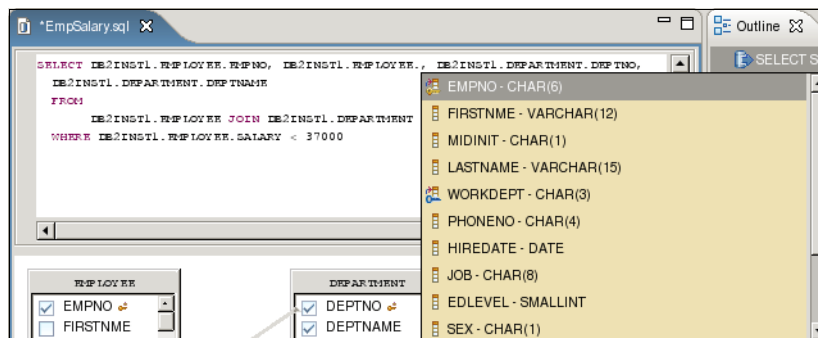 *EmpSalary.sql
Outline
SELECT DB2INST1.EMPLOYEE.EMPNO, DB2INST1.EMPLOYEE., DB2INST1.DEPARTMENT.DEPTNO,
SELECT S
DB2INST1.DEPARTMENT.DEPTNAME
FROM
DB2INST1.EMPLOYEE JOIN DB2INST1.DEPARTMENT
WHERE DB2INST1.EMPLOYEE.SALARY < 37000
EMPNO - CHAR(6)
FIRSTNME - VARCHAR(12)
MIDINIT - CHAR(1)
LASTNAME - VARCHAR(15)
WORKDEPT - CHAR(3)
PHONENO - CHAR(4)
HIREDATE - DATE
JOB - CHAR(8)
EDLEVEL - SMALLINT
SEX - CHAR(1)
EMPLOYEE
EMPNO
FIRSTNME
DEPARTMENT
DEPTNO
DEPTNAME